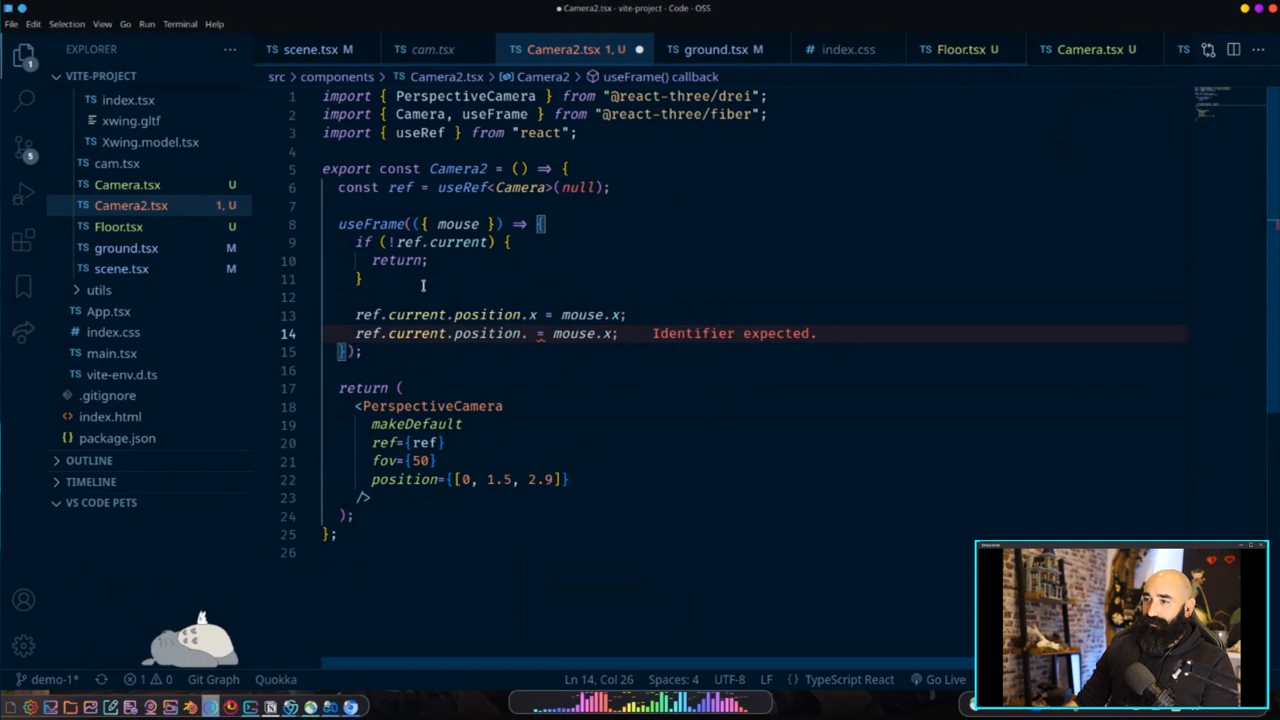 Camera2.tsx - vite-project - Code - OSS
File Edit Selection View Go Run Terminal Help
EXPLORER
scene.tsx M
cam.tsx
Camera2.tsx 1, U
ground.tsx M
index.css
Floor.tsx U
Camera.tsx U
TS
VITE-PROJECT
src > components > Camera2.tsx > Camera2 > useFrame() callback
TS index.tsx
xwing.gltf
TS Xwing.model.tsx
TS cam.tsx
TS Camera.tsx U
TS Camera2.tsx 1, U
TS Floor.tsx U
TS ground.tsx M
TS scene.tsx M
utils
TS App.tsx
# index.css
TS main.tsx
TS vite-env.d.ts
.gitignore
<> index.html
{} package.json
OUTLINE
TIMELINE
VS CODE PETS
1 import { PerspectiveCamera } from "@react-three/drei";
2 import { Camera, useFrame } from "@react-three/fiber";
3 import { useRef } from "react";
4
5 export const Camera2 = () => {
6 const ref = useRef<Camera>(null);
7
8 useFrame(({ mouse }) => {
9 if (!ref.current) {
10 return;
11 }
12
13 ref.current.position.x = mouse.x;
14 ref.current.position. = mouse.x; Identifier expected.
15 });
16
17 return (
18 <PerspectiveCamera
19 makeDefault
20 ref={ref}
21 fov={50}
22 position={[0, 1.5, 2.9]}
23 />
24 );
25 };
26
1
5
demo-1* 1 0 Git Graph Quokka Ln 14, Col 26 Spaces: 4 UTF-8 LF {} TypeScript React Go Live
Discord